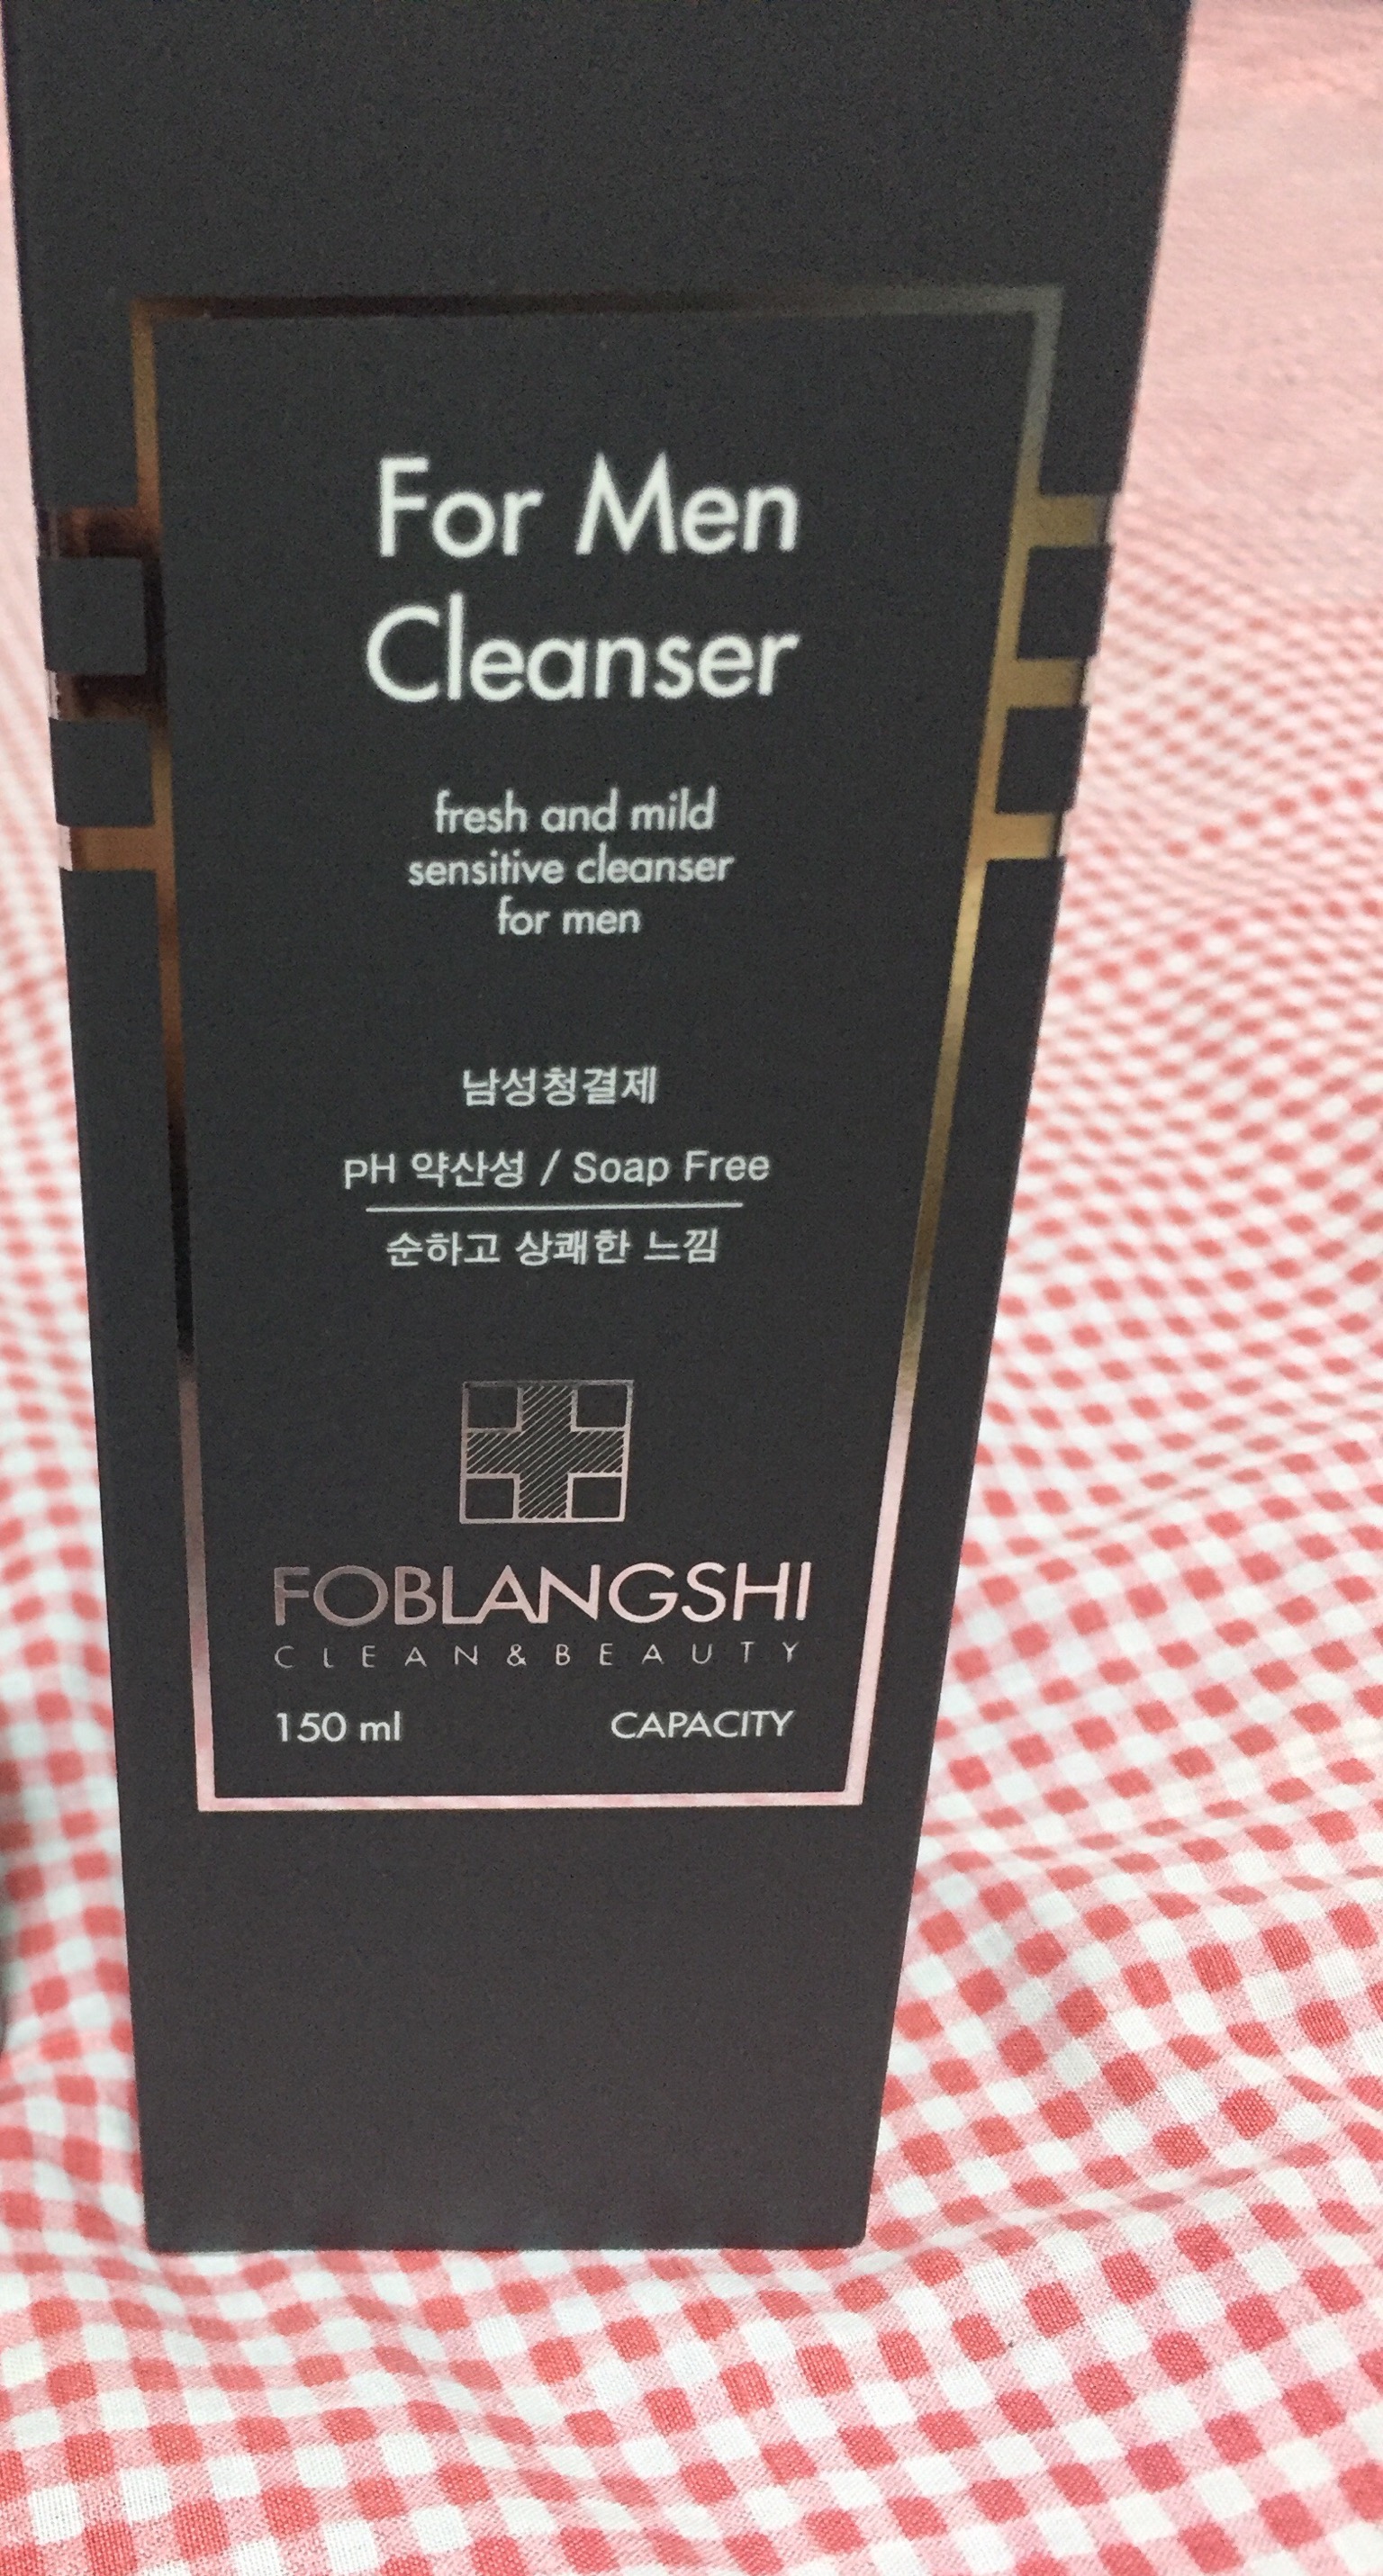 For Men
Cleanser
fresh and mild
sensitive cleanser
for men
남성청결제
pH 약산성 / Soap Free
순하고 상쾌한 느낌
FOBLANGSHI
CLEAN&BEAUTY
150 ml CAPACITY